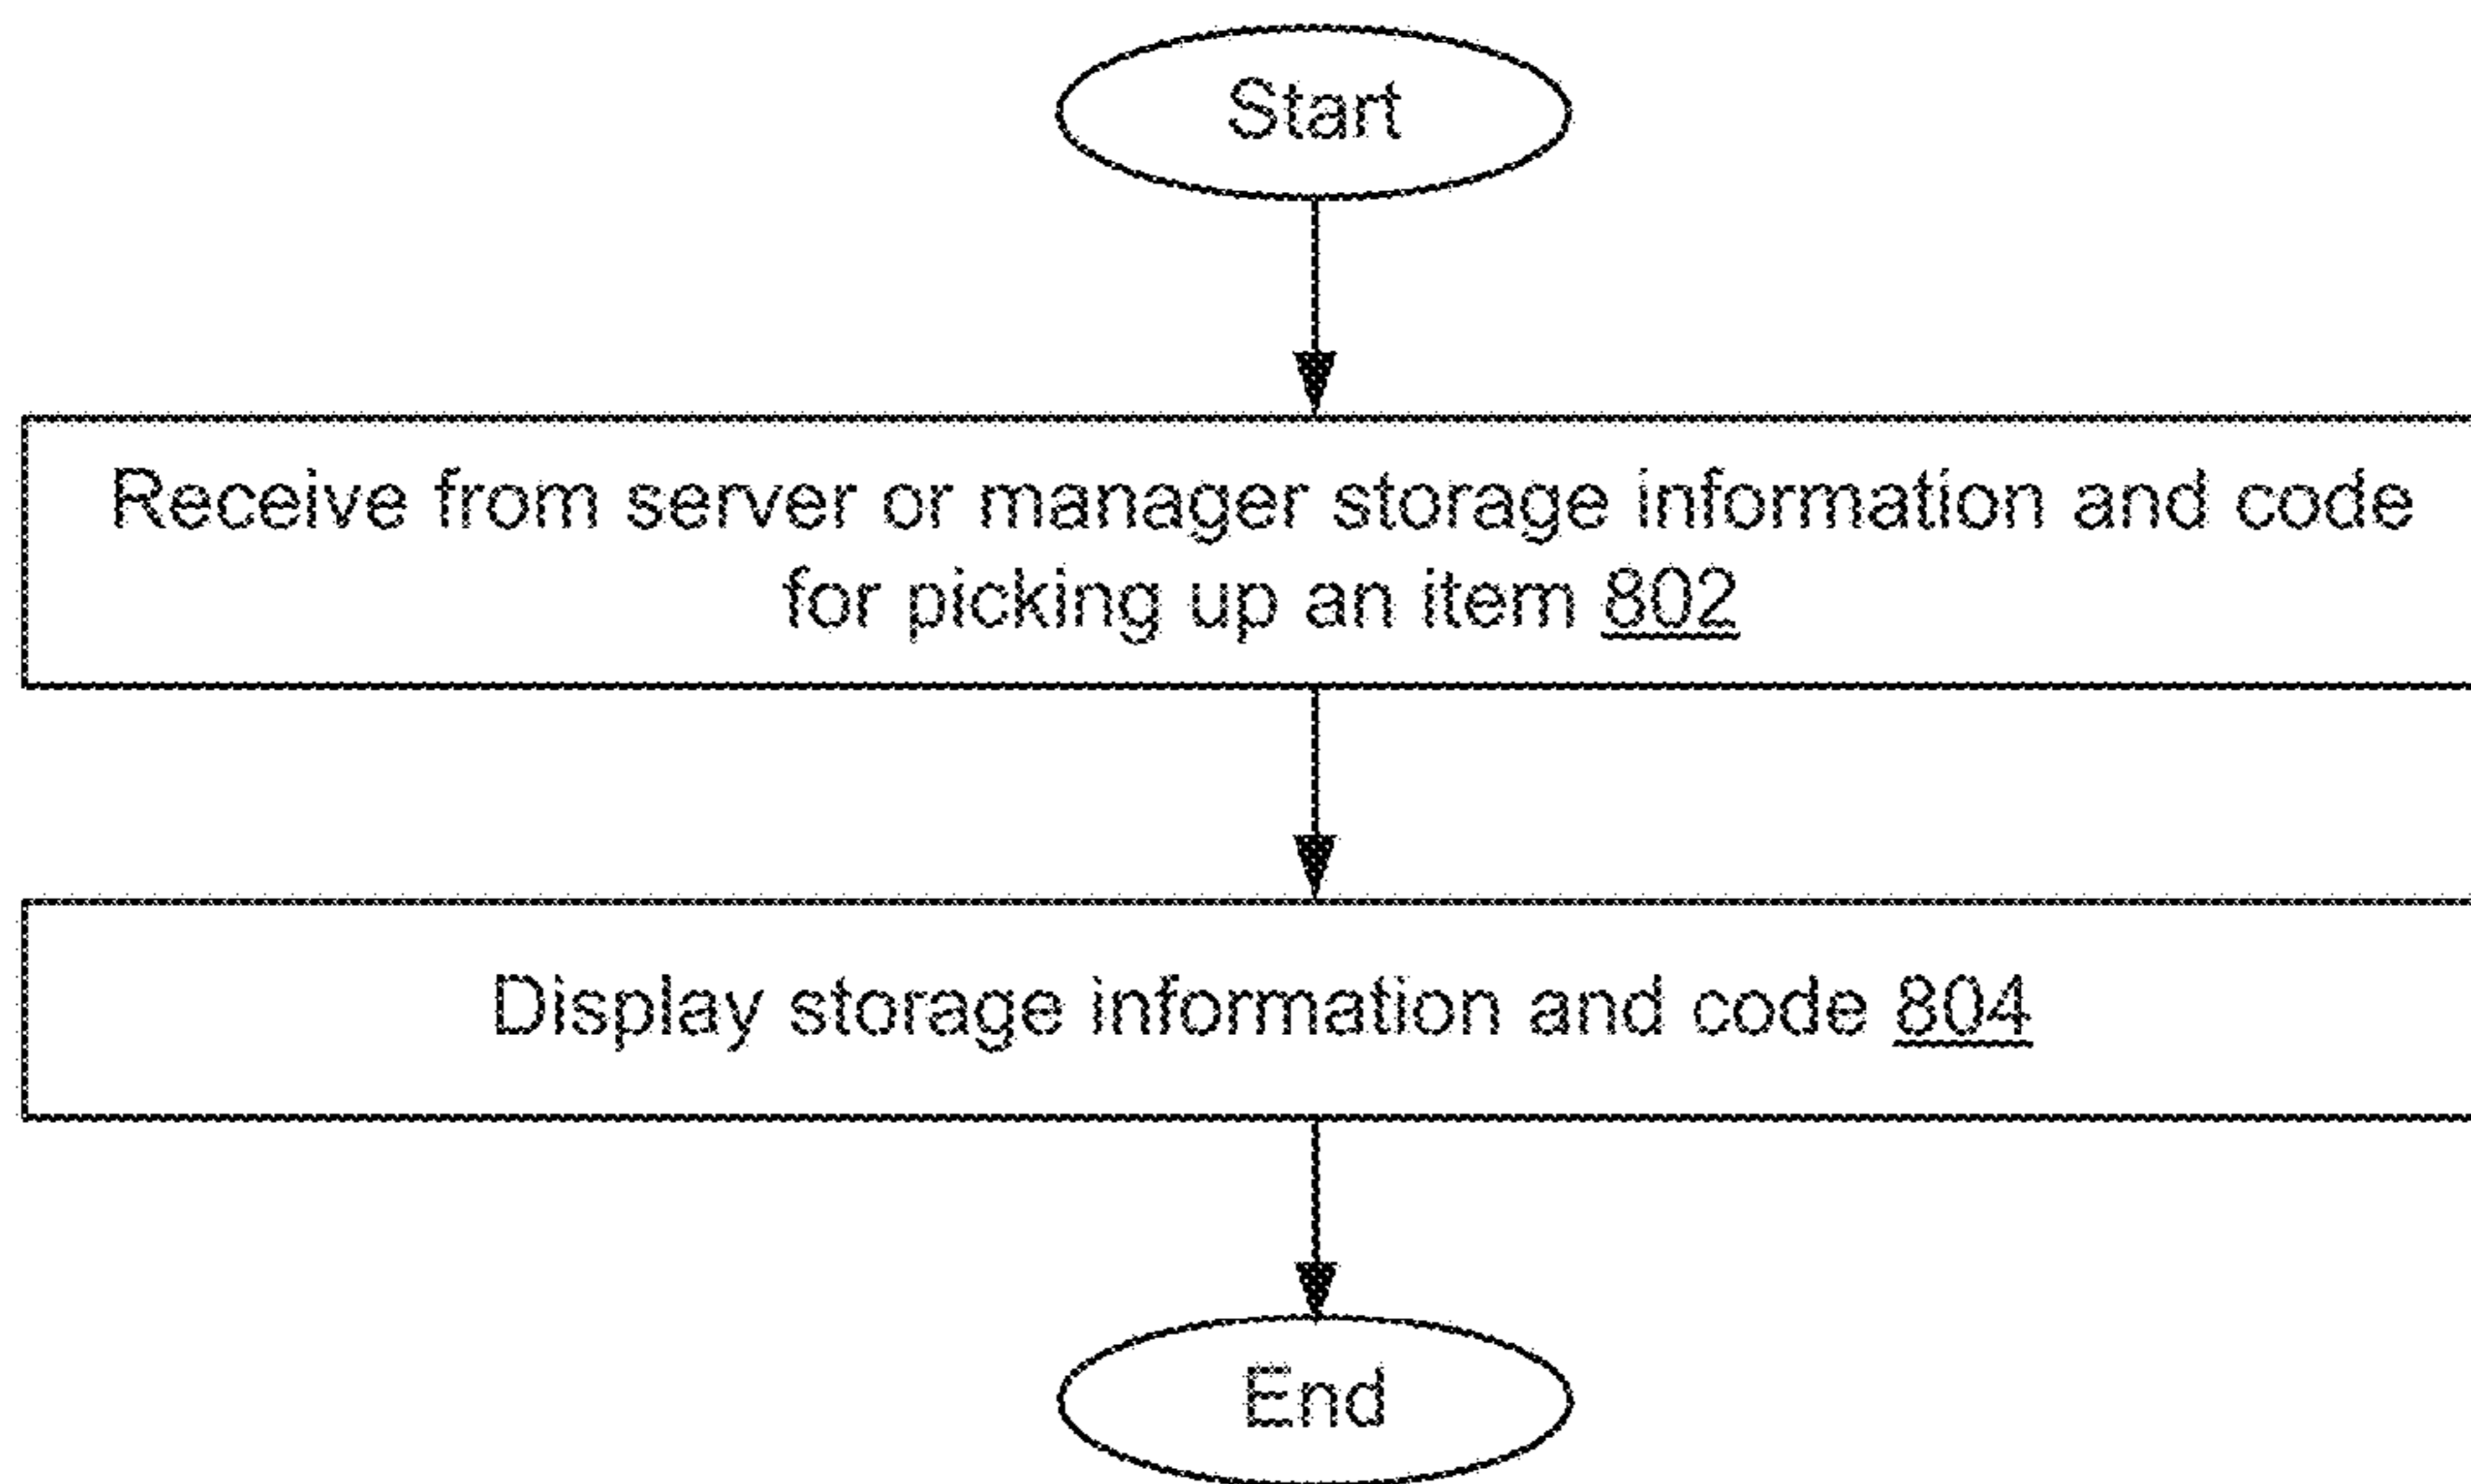 Start
Receive from server or manager storage information and code
for picking up an item 802
Display storage information and code 804
End